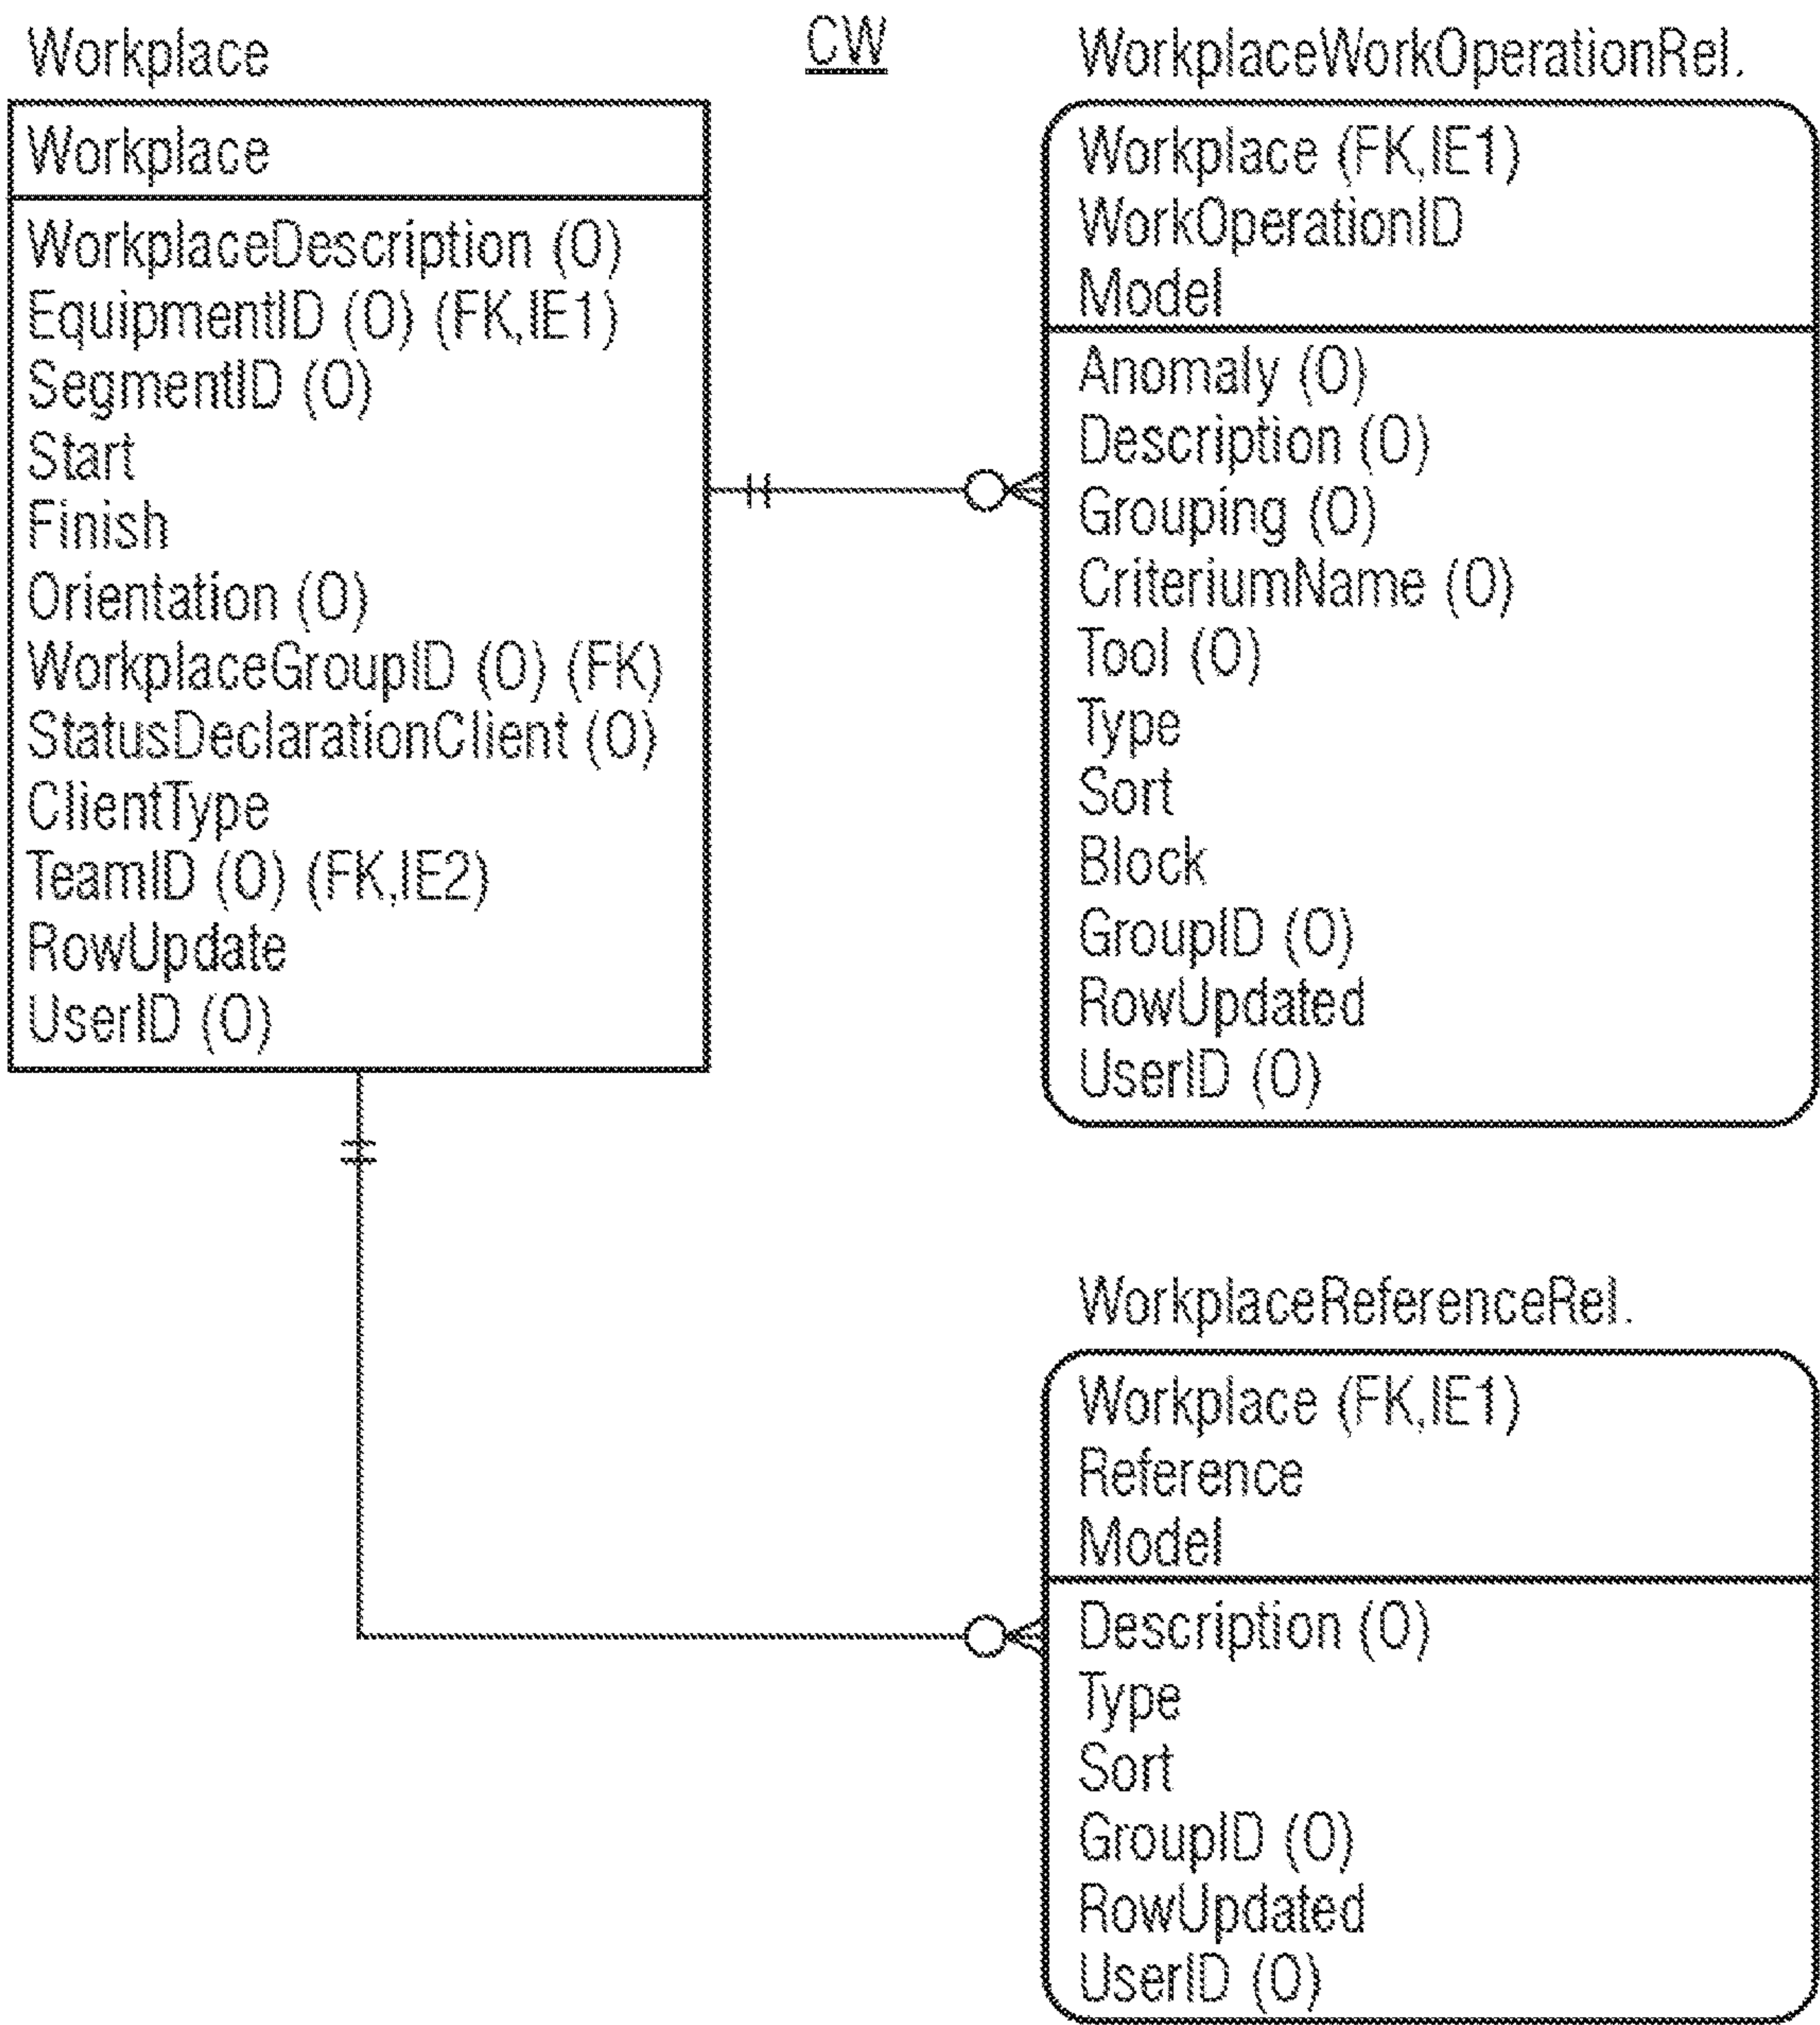 Workplace
Workplace
WorkplaceDescription (O)
EquipmentID (O) (FK,IE1)
SegmentID (O)
Start
Finish
Orientation (O)
WorkplaceGroupID (O) (FK)
StatusDeclarationClient (O)
ClientType
TeamID (O) (FK,IE2)
RowUpdate
UserID (O)
CW
WorkplaceWorkOperationRel.
Workplace (FK,IE1)
WorkOperationID
Model
Anomaly (O)
Description (O)
Grouping (O)
CriteriumName (O)
Tool (O)
Type
Sort
Block
GroupID (O)
RowUpdated
UserID (O)
WorkplaceReferenceRel.
Workplace (FK,IE1)
Reference
Model
Description (O)
Type
Sort
GroupID (O)
RowUpdated
UserID (O)